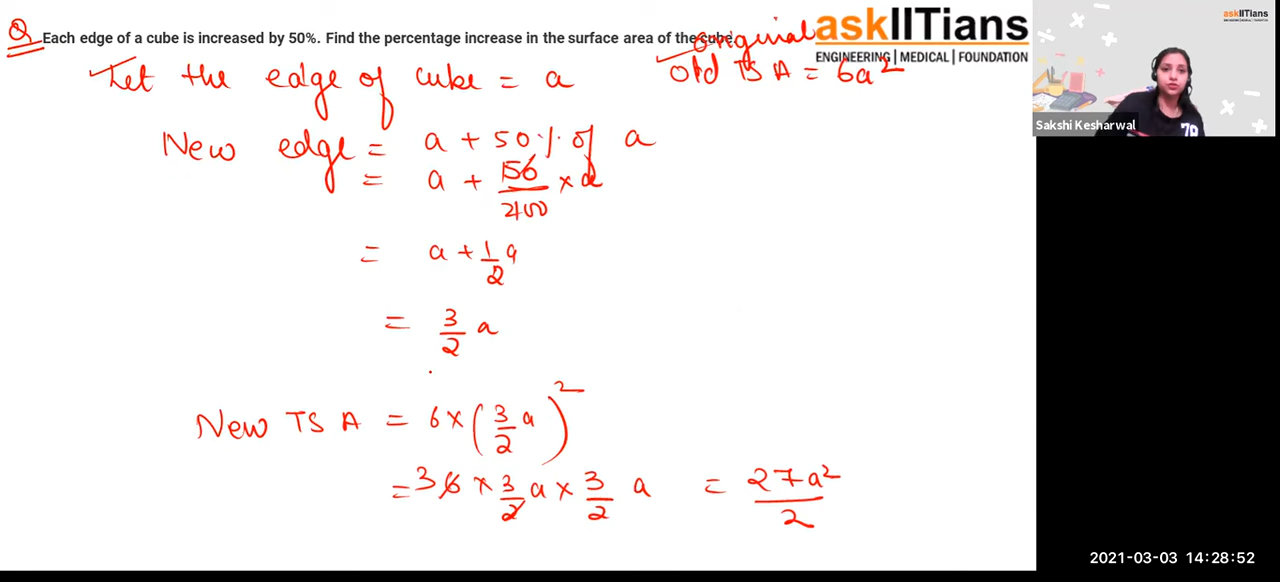 Q Each edge of a cube is increased by 50%. Find the percentage increase in the surface area of the cube.
Let the edge of cube = a
original
old TSA = 6a²
New edge = a + 50% of a
= a + 50/100 × a
= a + 1/2 a
= 3/2 a
New TSA = 6 × (3/2 a)²
= 3 6 × 3/2 a × 3/2 a = 27a²/2
askIITians
ENGINEERING | MEDICAL | FOUNDATION
askIITians
Sakshi Kesharwal
2021-03-03 14:28:52